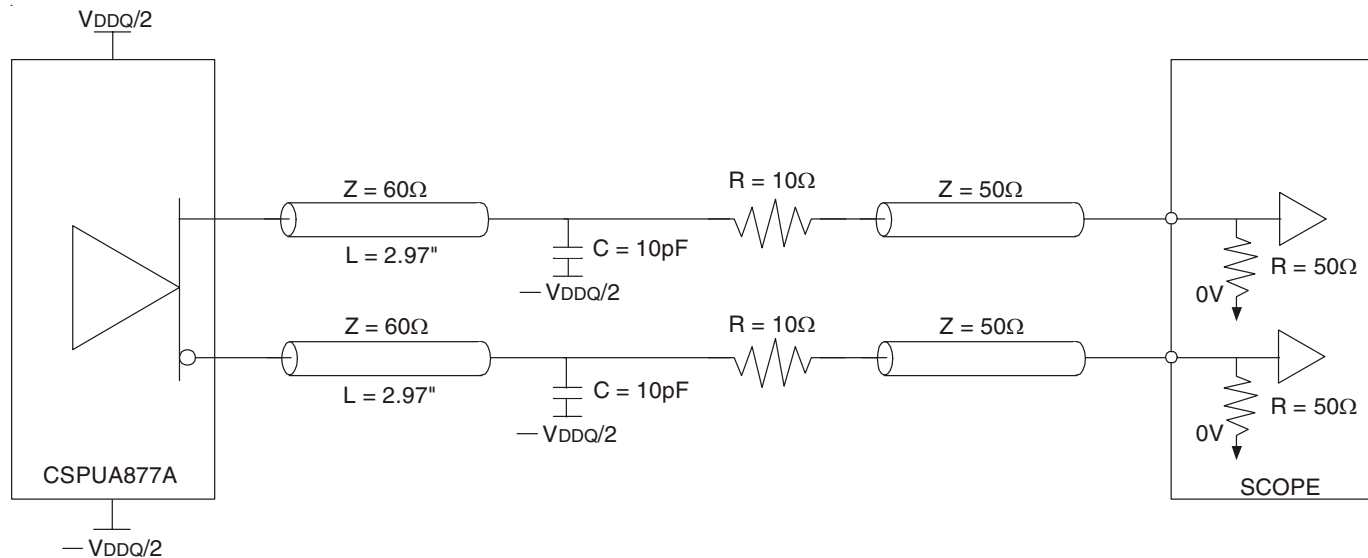 VDDQ/2
Z = 60Ω
R = 10Ω
Z = 50Ω
L = 2.97"
C = 10pF
— VDDQ/2
R = 50Ω
0V
Z = 60Ω
R = 10Ω
Z = 50Ω
L = 2.97"
C = 10pF
— VDDQ/2
R = 50Ω
0V
CSPUA877A
SCOPE
— VDDQ/2